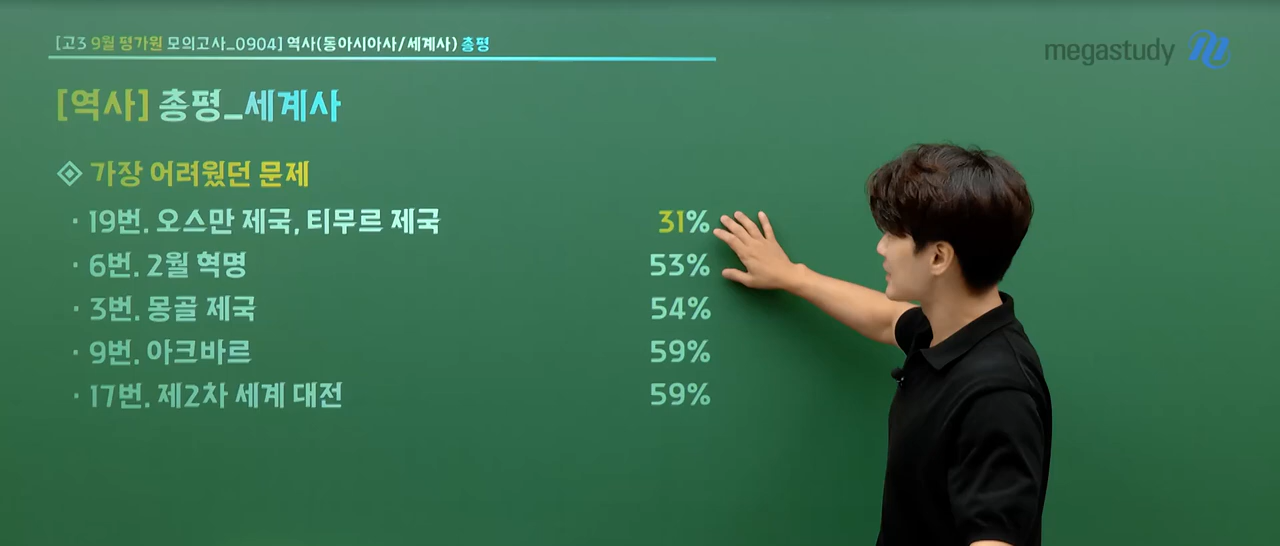 [고3 9월 평가원 모의고사_0904] 역사(동아시아사/세계사) 총평
megastudy
[역사] 총평_세계사
가장 어려웠던 문제
· 19번. 오스만 제국, 티무르 제국 31%
· 6번. 2월 혁명 53%
· 3번. 몽골 제국 54%
· 9번. 아크바르 59%
· 17번. 제2차 세계 대전 59%